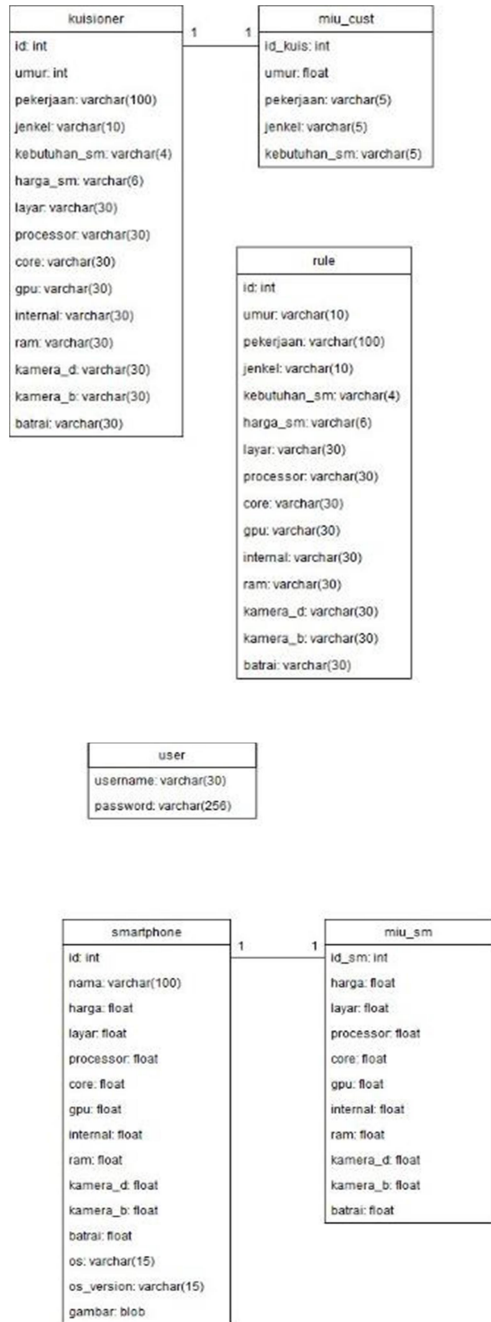 kuisioner
id: int
umur: int
pekerjaan: varchar(100)
jenkel: varchar(10)
kebutuhan_sm: varchar(4)
harga_sm: varchar(6)
layar: varchar(30)
processor: varchar(30)
core: varchar(30)
gpu: varchar(30)
internal: varchar(30)
ram: varchar(30)
kamera_d: varchar(30)
kamera_b: varchar(30)
batrai: varchar(30)
1
1
miu_cust
id_kuis: int
umur: float
pekerjaan: varchar(5)
jenkel: varchar(5)
kebutuhan_sm: varchar(5)
rule
id: int
umur: varchar(10)
pekerjaan: varchar(100)
jenkel: varchar(10)
kebutuhan_sm: varchar(4)
harga_sm: varchar(6)
layar: varchar(30)
processor: varchar(30)
core: varchar(30)
gpu: varchar(30)
internal: varchar(30)
ram: varchar(30)
kamera_d: varchar(30)
kamera_b: varchar(30)
batrai: varchar(30)
user
username: varchar(30)
password: varchar(256)
smartphone
id: int
nama: varchar(100)
harga: float
layar: float
processor: float
core: float
gpu: float
internal: float
ram: float
kamera_d: float
kamera_b: float
batrai: float
os: varchar(15)
os_version: varchar(15)
gambar: blob
1
1
miu_sm
id_sm: int
harga: float
layar: float
processor: float
core: float
gpu: float
internal: float
ram: float
kamera_d: float
kamera_b: float
batrai: float